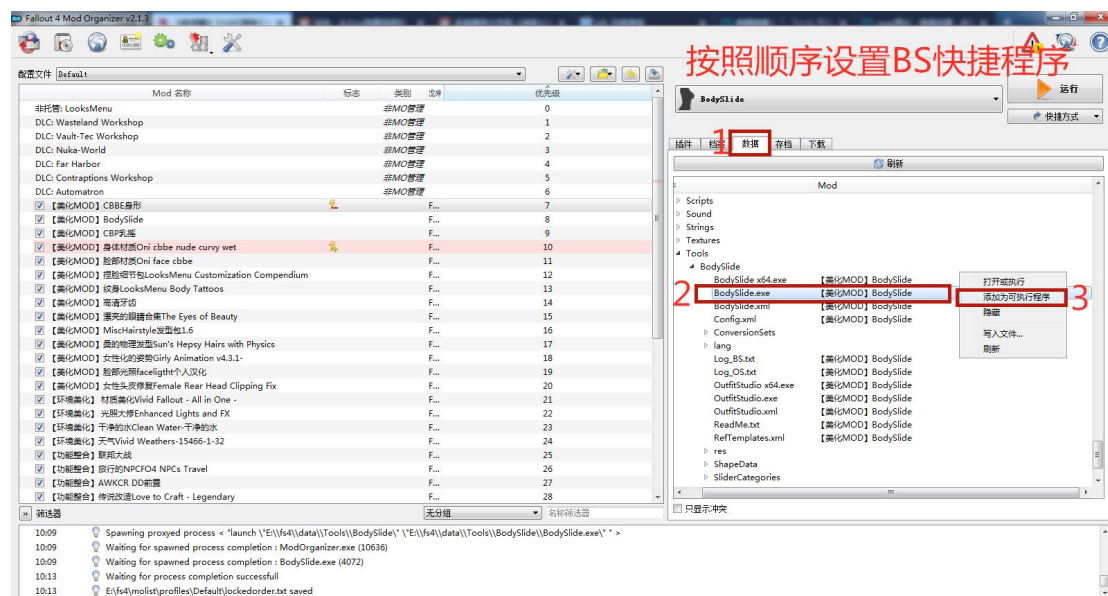 Fallout 4 Mod Organizer v2.1.3
按照顺序设置BS快捷程序
配置文件 Default
BodySlide
运行
快捷方式
Mod 名称 标志 类别 优先级
非托管: LooksMenu 非MO管理 0
DLC: Wasteland Workshop 非MO管理 1
DLC: Vault-Tec Workshop 非MO管理 2
DLC: Nuka-World 非MO管理 3
DLC: Far Harbor 非MO管理 4
DLC: Contraptions Workshop 非MO管理 5
DLC: Automatron 非MO管理 6
【美化MOD】CBBE身形 F... 7
【美化MOD】BodySlide F... 8
【美化MOD】CBP乳摇 F... 9
【美化MOD】身体材质Oni cbbe nude curvy wet F... 10
【美化MOD】脸部材质Oni face cbbe F... 11
【美化MOD】捏脸细节包LooksMenu Customization Compendium F... 12
【美化MOD】纹身LooksMenu Body Tattoos F... 13
【美化MOD】高清牙齿 F... 14
【美化MOD】漂亮的眼睛合集The Eyes of Beauty F... 15
【美化MOD】MiscHairstyle发型包1.6 F... 16
【美化MOD】桑的物理发型Sun's Hepsy Hairs with Physics F... 17
【美化MOD】女性化的姿势Girly Animation v4.3.1- F... 18
【美化MOD】脸部光照faceligtht个人汉化 F... 19
【美化MOD】女性头皮修复Female Rear Head Clipping Fix F... 20
【环境美化】 材质美化Vivid Fallout - All in One - F... 21
【环境美化】 光照大修Enhanced Lights and FX F... 22
【环境美化】干净的水Clean Water-干净的水 F... 23
【环境美化】天气Vivid Weathers-15466-1-32 F... 24
【功能整合】联邦大战 F... 25
【功能整合】旅行的NPCFO4 NPCs Travel F... 26
【功能整合】AWKCR DD前置 F... 27
【功能整合】传说改造Love to Craft - Legendary F... 28
» 筛选器 无分组 名称筛选器
1
插件 档案 数据 存档 下载
刷新
Mod
Scripts
Sound
Strings
Textures
Tools
BodySlide
BodySlide x64.exe 【美化MOD】BodySlide
2 BodySlide.exe 【美化MOD】BodySlide
BodySlide.xml 【美化MOD】BodySlide
Config.xml 【美化MOD】BodySlide
ConversionSets
lang
Log_BS.txt 【美化MOD】BodySlide
Log_OS.txt 【美化MOD】BodySlide
OutfitStudio x64.exe 【美化MOD】BodySlide
OutfitStudio.exe 【美化MOD】BodySlide
OutfitStudio.xml 【美化MOD】BodySlide
ReadMe.txt 【美化MOD】BodySlide
RefTemplates.xml 【美化MOD】BodySlide
res
ShapeData
SliderCategories
打开或执行
添加为可执行程序 3
隐藏
写入文件...
刷新
只显示冲突
10:09 Spawning proxyed process < "launch \"E:\\fs4\\data\\Tools\\BodySlide\" \"E:\\fs4\\data\\Tools\\BodySlide\\BodySlide.exe\" " >
10:09 Waiting for spawned process completion : ModOrganizer.exe (10636)
10:09 Waiting for spawned process completion : BodySlide.exe (4072)
10:13 Waiting for process completion successful
10:13 E:\fs4\molist\profiles\Default\lockedorder.txt saved